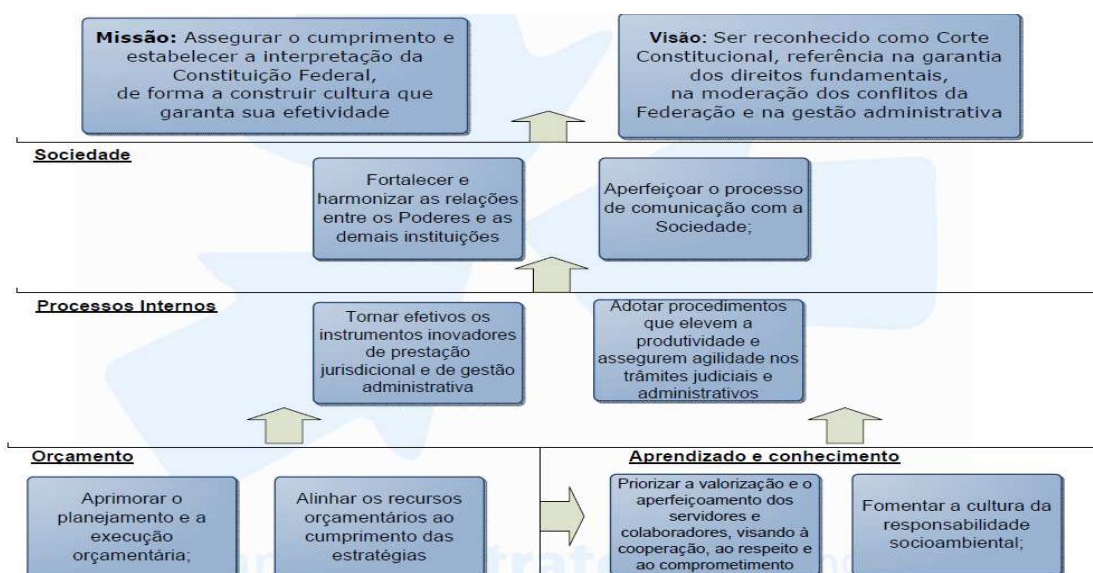 Missão: Assegurar o cumprimento e
estabelecer a interpretação da
Constituição Federal,
de forma a construir cultura que
garanta sua efetividade
Visão: Ser reconhecido como Corte
Constitucional, referência na garantia
dos direitos fundamentais,
na moderação dos conflitos da
Federação e na gestão administrativa
Sociedade
Fortalecer e
harmonizar as relações
entre os Poderes e as
demais instituições
Aperfeiçoar o processo
de comunicação com a
Sociedade;
Processos Internos
Tornar efetivos os
instrumentos inovadores
de prestação
jurisdicional e de gestão
administrativa
Adotar procedimentos
que elevem a
produtividade e
assegurem agilidade nos
trâmites judiciais e
administrativos
Orçamento
Aprimorar o
planejamento e a
execução
orçamentária;
Alinhar os recursos
orçamentários ao
cumprimento das
estratégias
Aprendizado e conhecimento
Priorizar a valorização e o
aperfeiçoamento dos
servidores e
colaboradores, visando à
cooperação, ao respeito e
ao comprometimento
Fomentar a cultura da
responsabilidade
socioambiental;